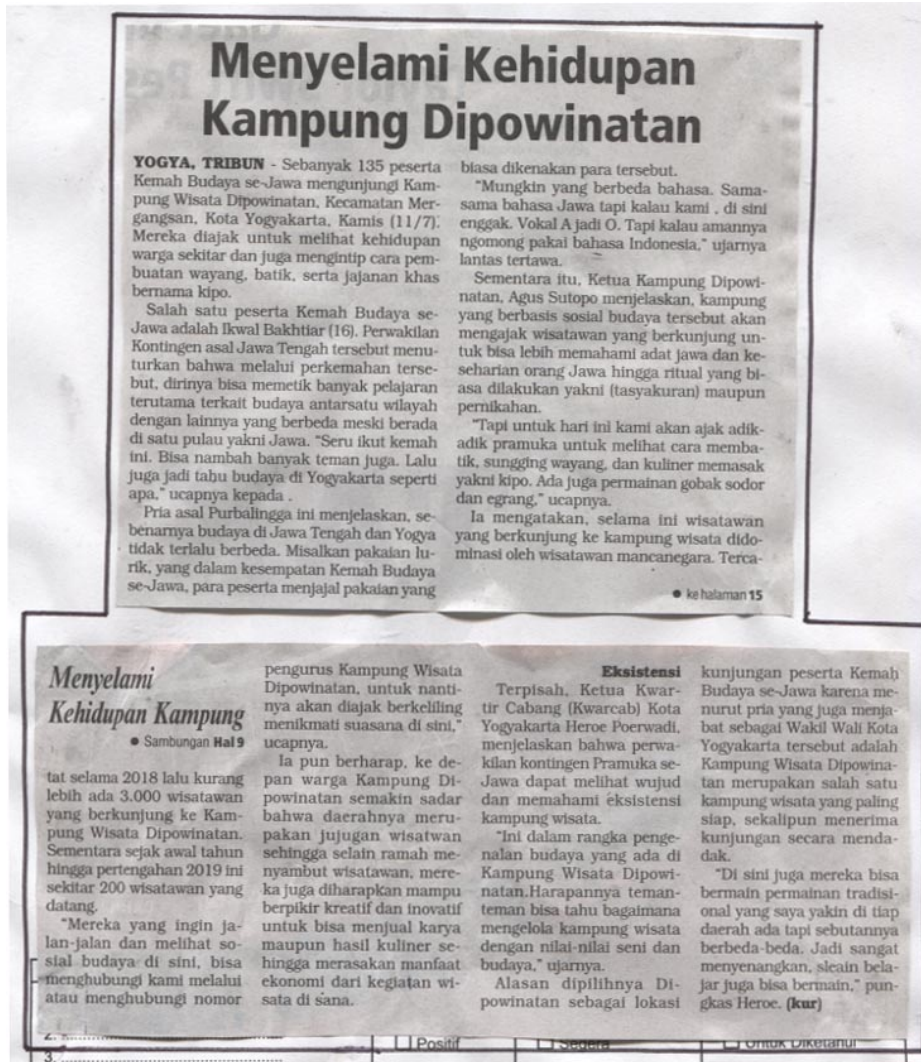 Menyelami Kehidupan
Kampung Dipowinatan
YOGYA, TRIBUN - Sebanyak 135 peserta
Kemah Budaya se-Jawa mengunjungi Kam-
pung Wisata Dipowinatan, Kecamatan Mer-
gangsan, Kota Yogyakarta, Kamis (11/7).
Mereka diajak untuk melihat kehidupan
warga sekitar dan juga mengintip cara pem-
buatan wayang, batik, serta jajanan khas
bernama kipo.
Salah satu peserta Kemah Budaya se-
Jawa adalah Ikwal Bakhtiar (16). Perwakilan
Kontingen asal Jawa Tengah tersebut menu-
turkan bahwa melalui perkemahan terse-
but, dirinya bisa memetik banyak pelajaran
terutama terkait budaya antarsatu wilayah
dengan lainnya yang berbeda meski berada
di satu pulau yakni Jawa. "Seru ikut kemah
ini. Bisa nambah banyak teman juga. Lalu
juga jadi tahu budaya di Yogyakarta seperti
apa," ucapnya kepada .
Pria asal Purbalingga ini menjelaskan, se-
benarnya budaya di Jawa Tengah dan Yogya
tidak terlalu berbeda. Misalkan pakaian lu-
rik, yang dalam kesempatan Kemah Budaya
se-Jawa, para peserta menjajal pakaian yang
biasa dikenakan para tersebut.
"Mungkin yang berbeda bahasa. Sama-
sama bahasa Jawa tapi kalau kami , di sini
enggak. Vokal A jadi O. Tapi kalau amannya
ngomong pakai bahasa Indonesia," ujarnya
lantas tertawa.
Sementara itu, Ketua Kampung Dipowi-
natan, Agus Sutopo menjelaskan, kampung
yang berbasis sosial budaya tersebut akan
mengajak wisatawan yang berkunjung un-
tuk bisa lebih memahami adat jawa dan ke-
seharian orang Jawa hingga ritual yang bi-
asa dilakukan yakni (tasyakuran) maupun
pernikahan.
"Tapi untuk hari ini kami akan ajak adik-
adik pramuka untuk melihat cara memba-
tik, sungging wayang, dan kuliner memasak
yakni kipo. Ada juga permainan gobak sodor
dan egrang," ucapnya.
Ia mengatakan, selama ini wisatawan
yang berkunjung ke kampung wisata dido-
minasi oleh wisatawan mancanegara. Terca-
● ke halaman 15
Menyelami
Kehidupan Kampung
● Sambungan Hal 9
tat selama 2018 lalu kurang
lebih ada 3.000 wisatawan
yang berkunjung ke Kam-
pung Wisata Dipowinatan.
Sementara sejak awal tahun
hingga pertengahan 2019 ini
sekitar 200 wisatawan yang
datang.
"Mereka yang ingin ja-
lan-jalan dan melihat so-
sial budaya di sini, bisa
menghubungi kami melalui
atau menghubungi nomor
pengurus Kampung Wisata
Dipowinatan, untuk nanti-
nya akan diajak berkeliling
menikmati suasana di sini,"
ucapnya.
Ia pun berharap, ke de-
pan warga Kampung Di-
powinatan semakin sadar
bahwa daerahnya meru-
pakan jujugan wisatwan
sehingga selain ramah me-
nyambut wisatawan, mere-
ka juga diharapkan mampu
berpikir kreatif dan inovatif
untuk bisa menjual karya
maupun hasil kuliner se-
hingga merasakan manfaat
ekonomi dari kegiatan wi-
sata di sana.
Eksistensi
Terpisah, Ketua Kwar-
tir Cabang (Kwarcab) Kota
Yogyakarta Heroe Poerwadi,
menjelaskan bahwa perwa-
kilan kontingen Pramuka se-
Jawa dapat melihat wujud
dan memahami eksistensi
kampung wisata.
"Ini dalam rangka penge-
nalan budaya yang ada di
Kampung Wisata Dipowi-
natan.Harapannya teman-
teman bisa tahu bagaimana
mengelola kampung wisata
dengan nilai-nilai seni dan
budaya," ujarnya.
Alasan dipilihnya Di-
powinatan sebagai lokasi
kunjungan peserta Kemah
Budaya se-Jawa karena me-
nurut pria yang juga menja-
bat sebagai Wakil Wali Kota
Yogyakarta tersebut adalah
Kampung Wisata Dipowina-
tan merupakan salah satu
kampung wisata yang paling
siap, sekalipun menerima
kunjungan secara menda-
dak.
"Di sini juga mereka bisa
bermain permainan tradisi-
onal yang saya yakin di tiap
daerah ada tapi sebutannya
berbeda-beda. Jadi sangat
menyenangkan, sleain bela-
jar juga bisa bermain," pun-
gkas Heroe. (kur)
2.
3.
Positif
Segera
Untuk Diketahui